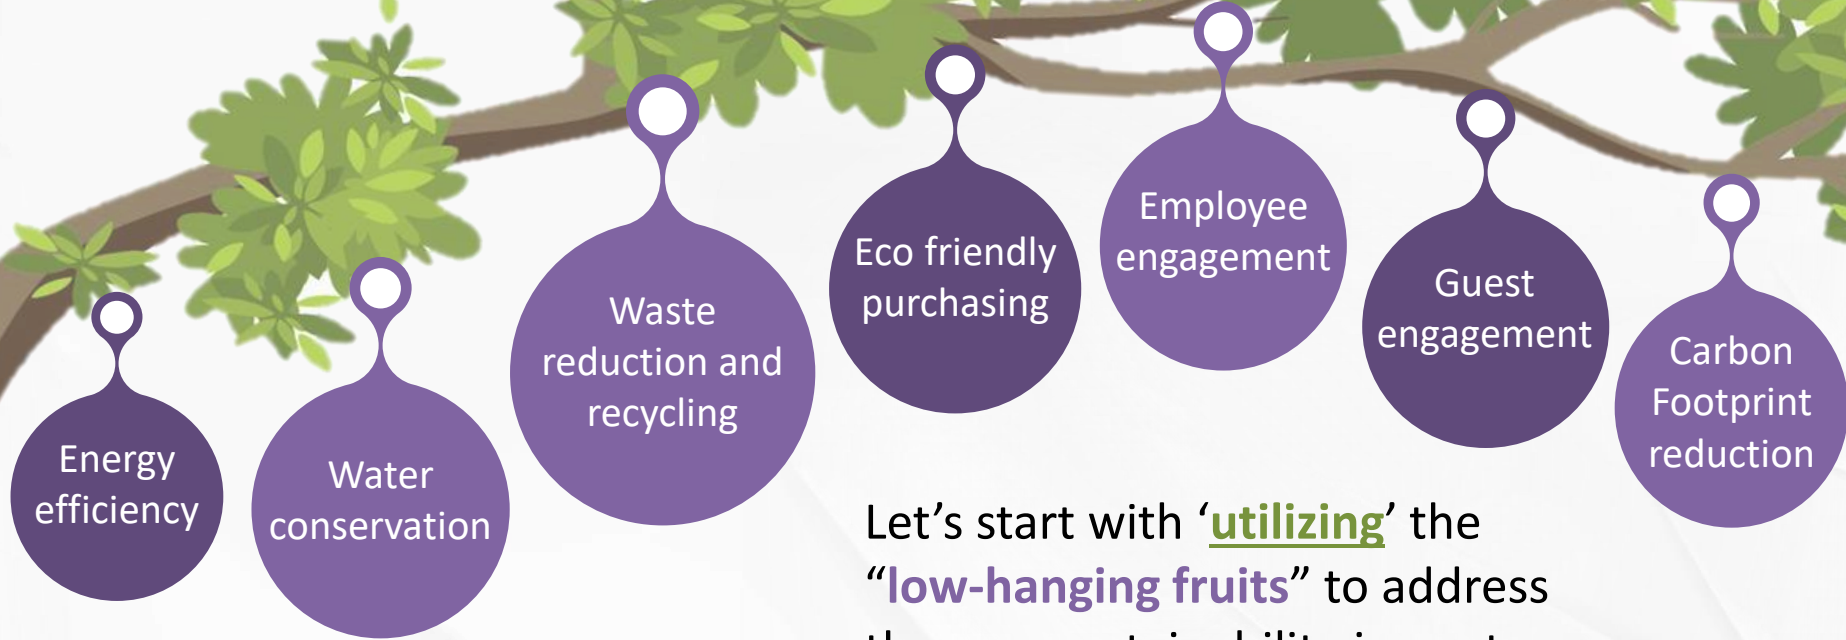 Energy
efficiency
Water
conservation
Waste
reduction and
recycling
Eco friendly
purchasing
Employee
engagement
Guest
engagement
Carbon
Footprint
reduction
Let’s start with ‘utilizing’ the
“low-hanging fruits” to address